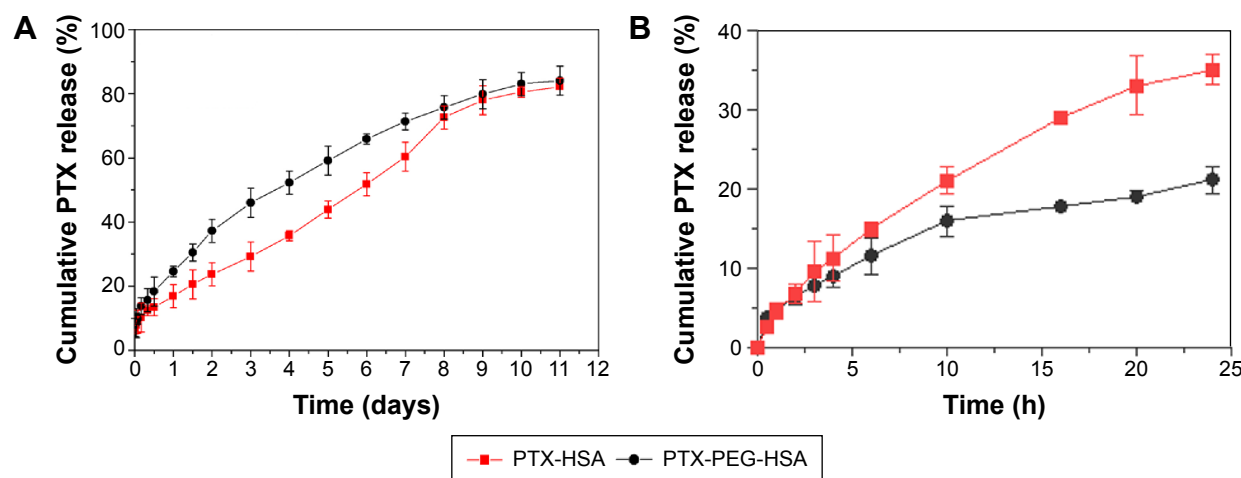 A
Cumulative PTX release (%)
100
80
60
40
20
0
0 1 2 3 4 5 6 7 8 9 10 11 12
Time (days)
B
Cumulative PTX release (%)
40
30
20
10
0
0 5 10 15 20 25
Time (h)
PTX-HSA PTX-PEG-HSA